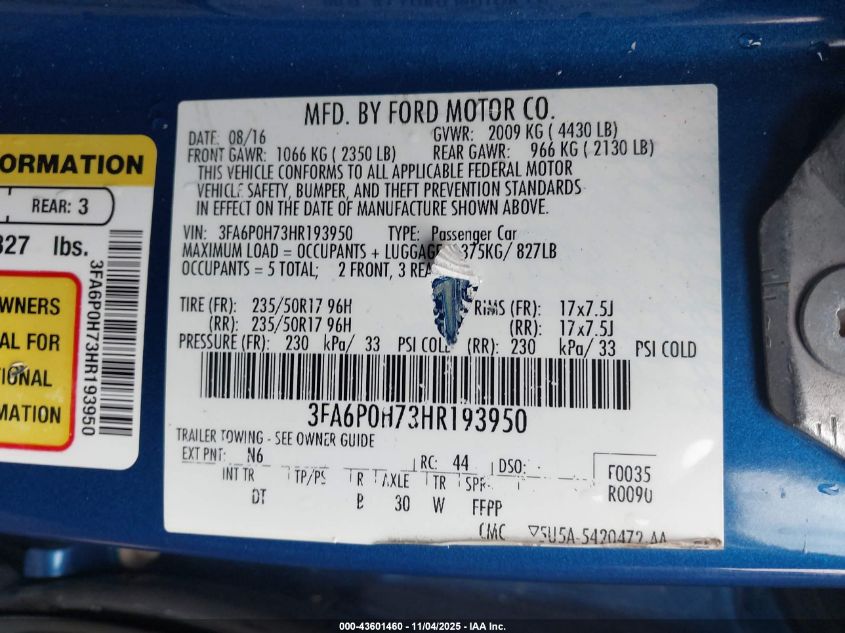 MFD. BY FORD MOTOR CO.
DATE: 08/16 GVWR: 2009 KG ( 4430 LB)
FRONT GAWR: 1066 KG ( 2350 LB) REAR GAWR: 966 KG ( 2130 LB)
THIS VEHICLE CONFORMS TO ALL APPLICABLE FEDERAL MOTOR
VEHICLE SAFETY, BUMPER, AND THEFT PREVENTION STANDARDS
IN EFFECT ON THE DATE OF MANUFACTURE SHOWN ABOVE.
VIN: 3FA6P0H73HR193950 TYPE: Passenger Car
MAXIMUM LOAD = OCCUPANTS + LUGGAGE 375KG/ 827LB
OCCUPANTS = 5 TOTAL; 2 FRONT, 3 REA
TIRE (FR): 235/50R17 96H RIMS (FR): 17x7.5J
(RR): 235/50R17 96H (RR): 17x7.5J
PRESSURE (FR): 230 kPa/ 33 PSI COLD (RR): 230 kPa/ 33 PSI COLD
3FA6P0H73HR193950
TRAILER TOWING - SEE OWNER GUIDE
EXT PNT: N6 RC: 44 DSO: F0035
INT TR TP/PS R AXLE TR SPR R0090
DT B 30 W FFPP
CMC 5U5A-5420472-AA
ORMATION
REAR: 3
827 lbs.
WNERS
AL FOR
TIONAL
MATION
3FA6P0H73HR193950
000-43601460 - 11/04/2025 - IAA Inc.